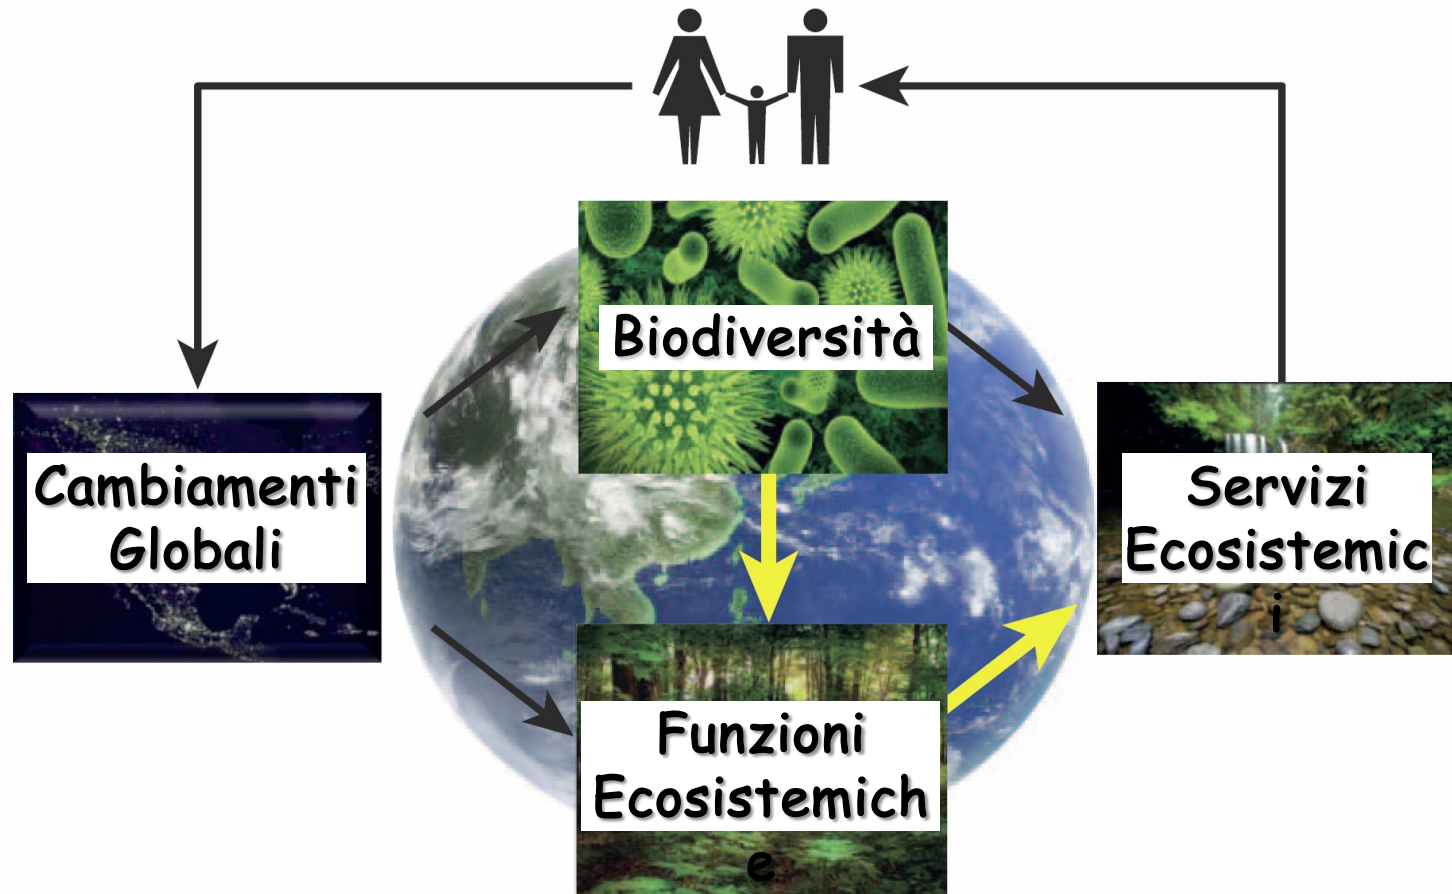 Biodiversità
Cambiamenti
Globali
Servizi
Ecosistemic
i
Funzioni
Ecosistemich
e